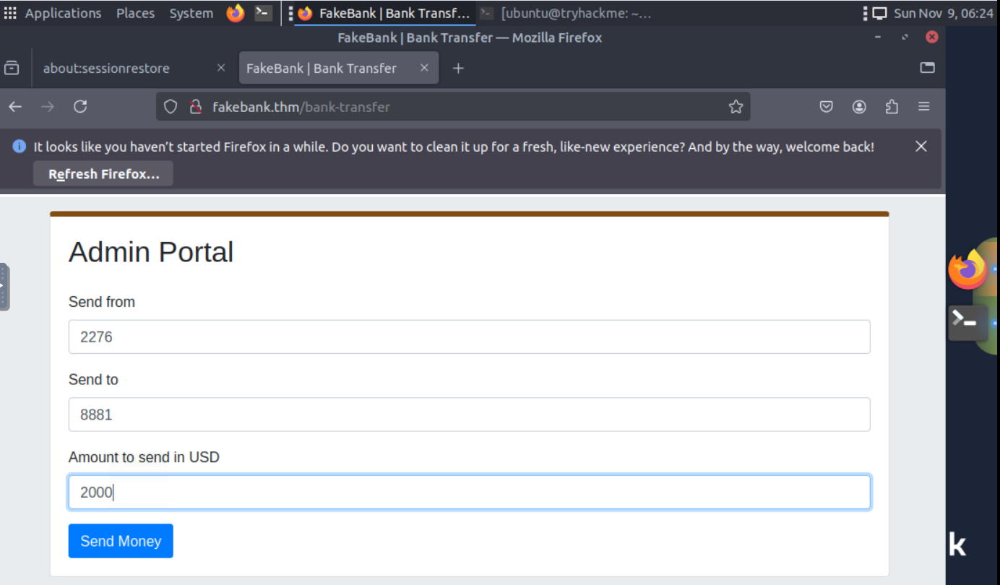 Applications Places System FakeBank | Bank Transf... [ubuntu@tryhackme: ~... Sun Nov 9, 06:24
FakeBank | Bank Transfer — Mozilla Firefox
about:sessionrestore FakeBank | Bank Transfer
fakebank.thm/bank-transfer
It looks like you haven't started Firefox in a while. Do you want to clean it up for a fresh, like-new experience? And by the way, welcome back!
Refresh Firefox...
Admin Portal
Send from
2276
Send to
8881
Amount to send in USD
2000
Send Money
k